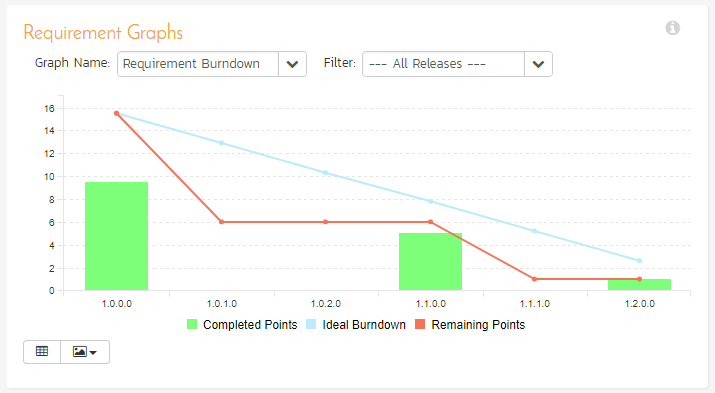 Requirement Graphs
Graph Name: Requirement Burndown Filter: --- All Releases ---
16
14
12
10
8
6
4
2
0
1.0.0.0 1.0.1.0 1.0.2.0 1.1.0.0 1.1.1.0 1.2.0.0
Completed Points Ideal Burndown Remaining Points